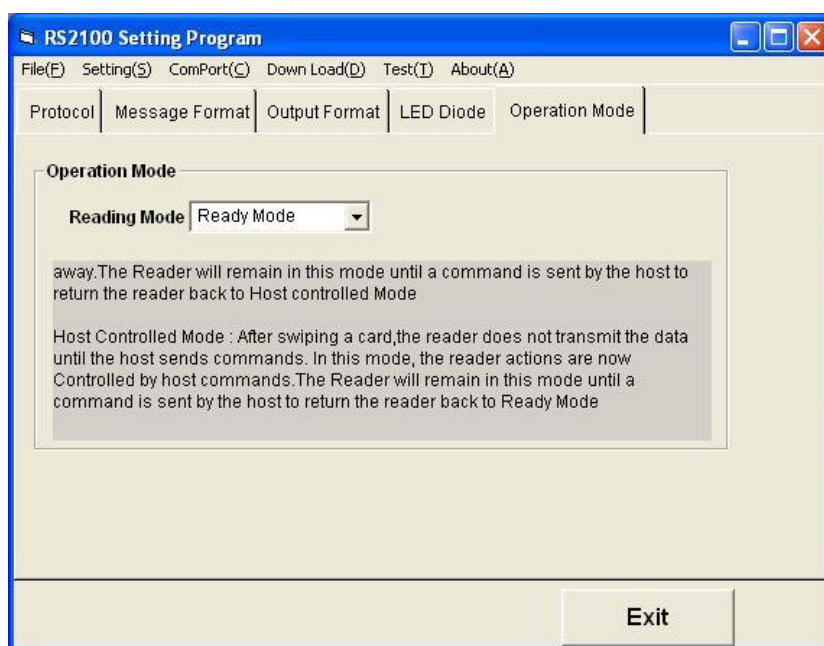 RS2100 Setting Program
File(F) Setting(S) ComPort(C) Down Load(D) Test(T) About(A)
Protocol Message Format Output Format LED Diode Operation Mode
Operation Mode
Reading Mode Ready Mode
away.The Reader will remain in this mode until a command is sent by the host to
return the reader back to Host controlled Mode
Host Controlled Mode : After swiping a card,the reader does not transmit the data
until the host sends commands. In this mode, the reader actions are now
Controlled by host commands.The Reader will remain in this mode until a
command is sent by the host to return the reader back to Ready Mode
Exit